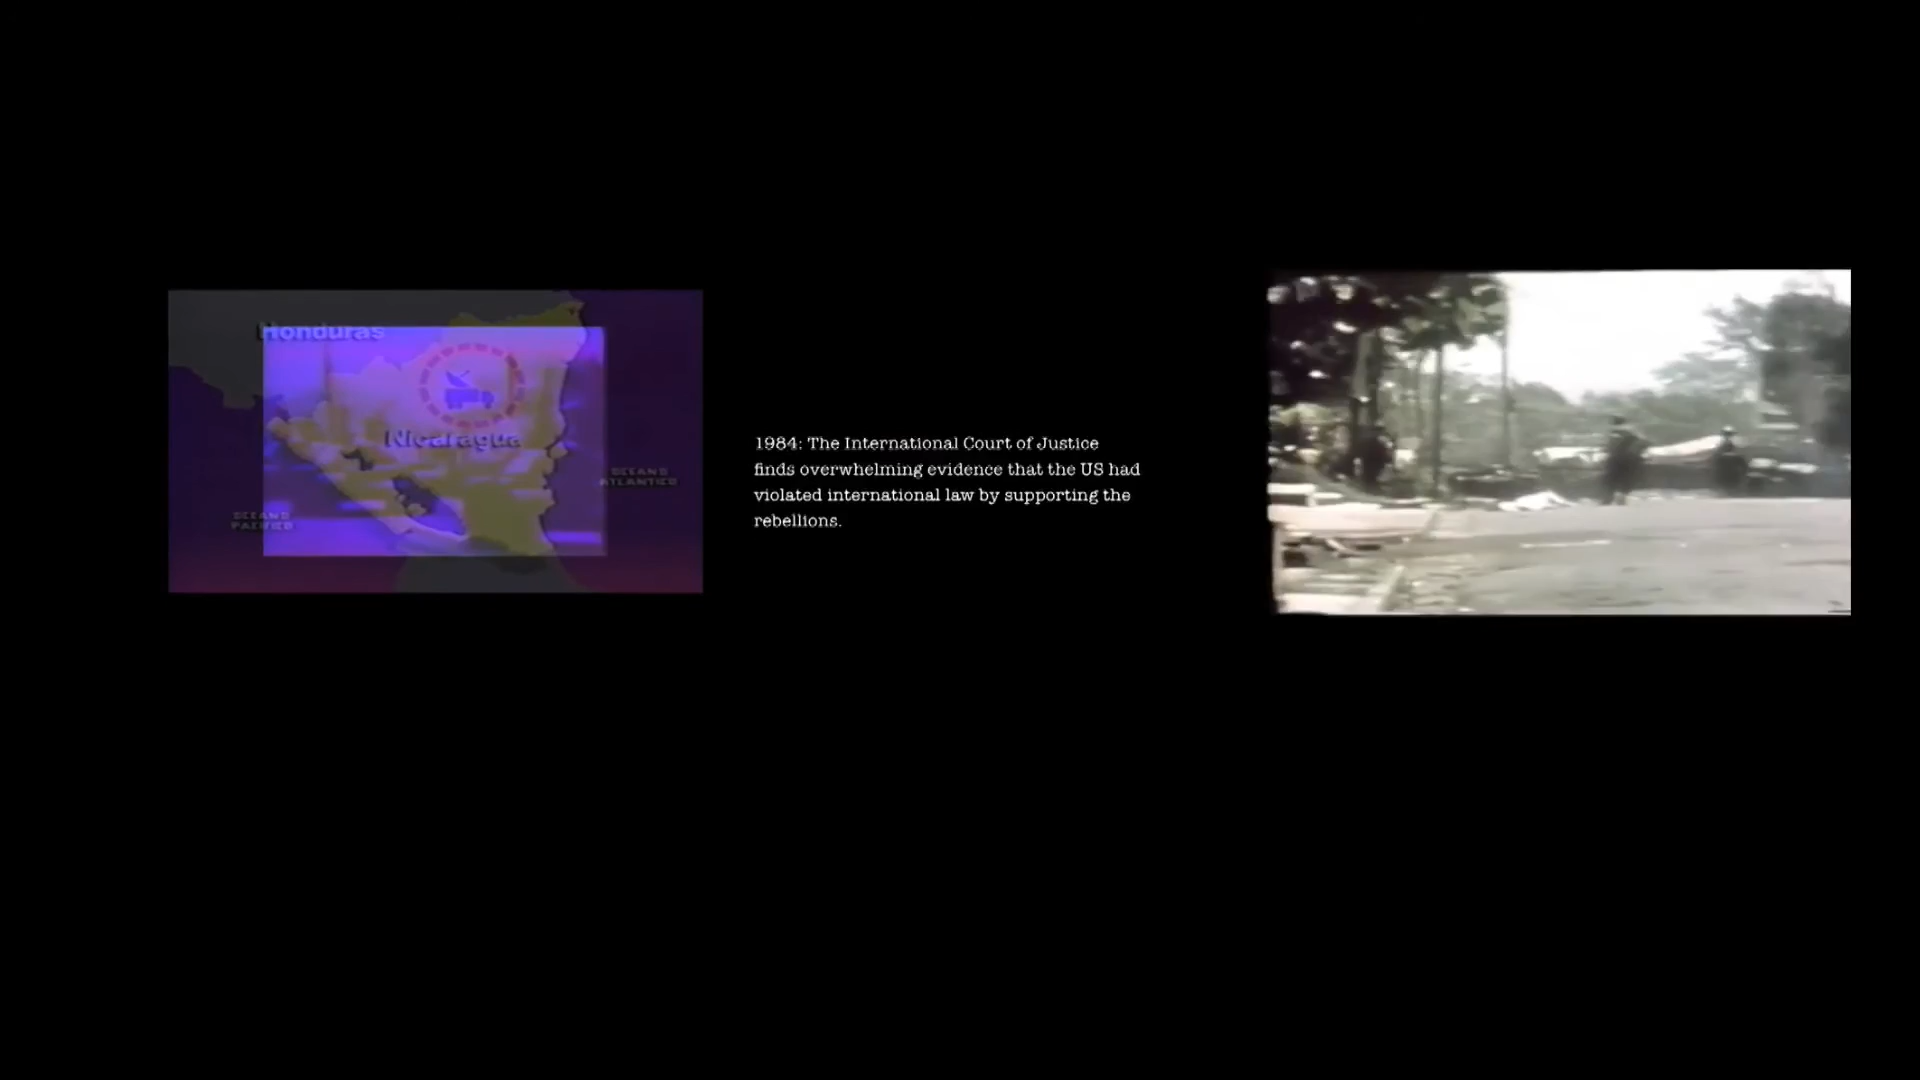 Honduras
Nicaragua
OCEANO
ATLANTICO
OCEANO
PACIFICO
1984: The International Court of Justice
finds overwhelming evidence that the US had
violated international law by supporting the
rebellions.